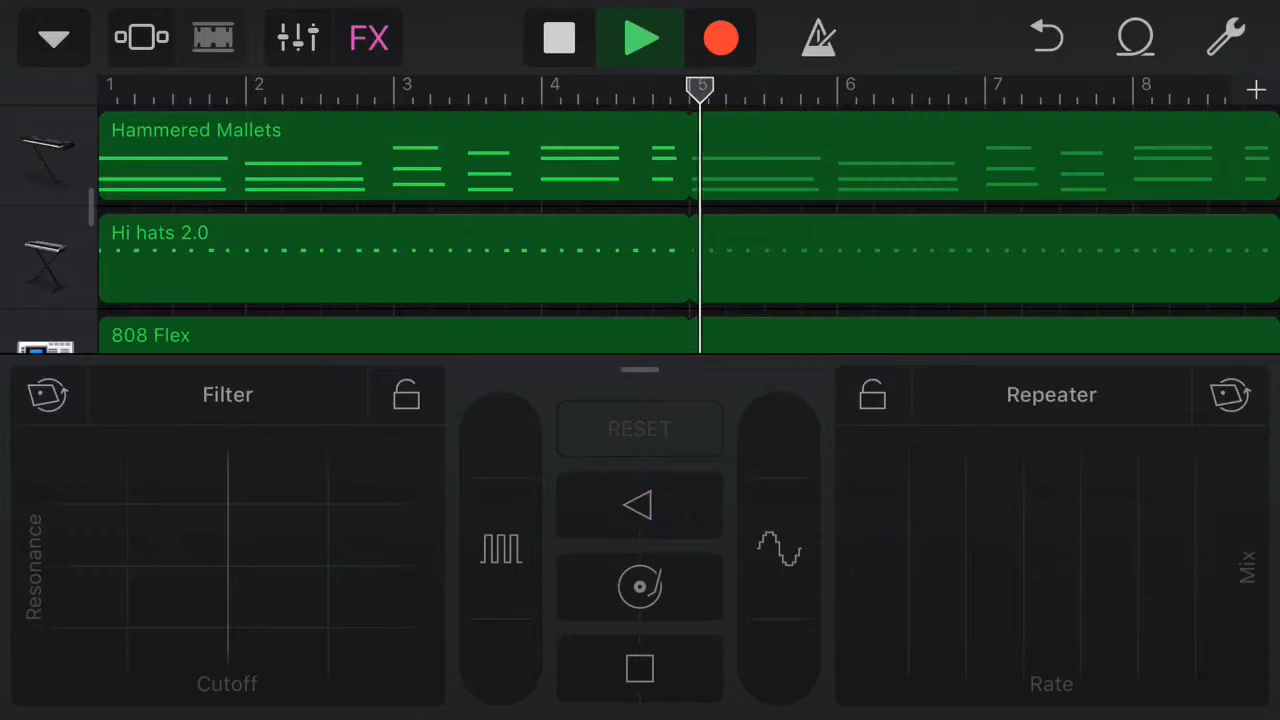 FX
1 2 3 4 5 6 7 8
Hammered Mallets
Hi hats 2.0
808 Flex
Filter
Repeater
RESET
Resonance
Mix
Cutoff
Rate